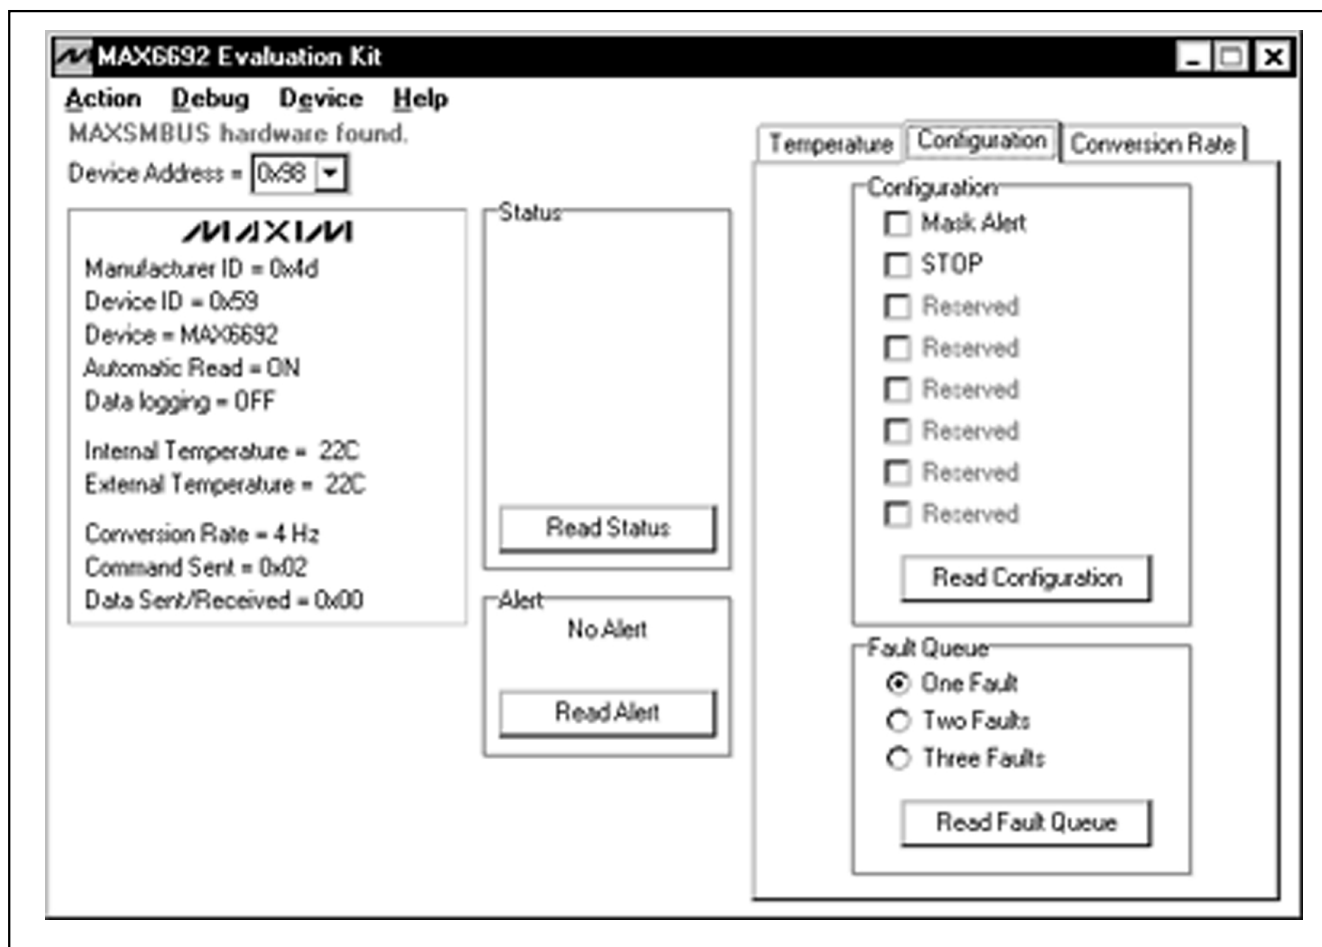 MAX6692 Evaluation Kit
Action Debug Device Help
MAXSMBUS hardware found.
Device Address = 0x98
MAXIM
Manufacturer ID = 0x4d
Device ID = 0x59
Device = MAX6692
Automatic Read = ON
Data logging = OFF
Internal Temperature = 22C
External Temperature = 22C
Conversion Rate = 4 Hz
Command Sent = 0x02
Data Sent/Received = 0x00
Status
Read Status
Alert
No Alert
Read Alert
Temperature Configuration Conversion Rate
Configuration
Mask Alert
STOP
Reserved
Reserved
Reserved
Reserved
Reserved
Reserved
Read Configuration
Fault Queue
One Fault
Two Faults
Three Faults
Read Fault Queue